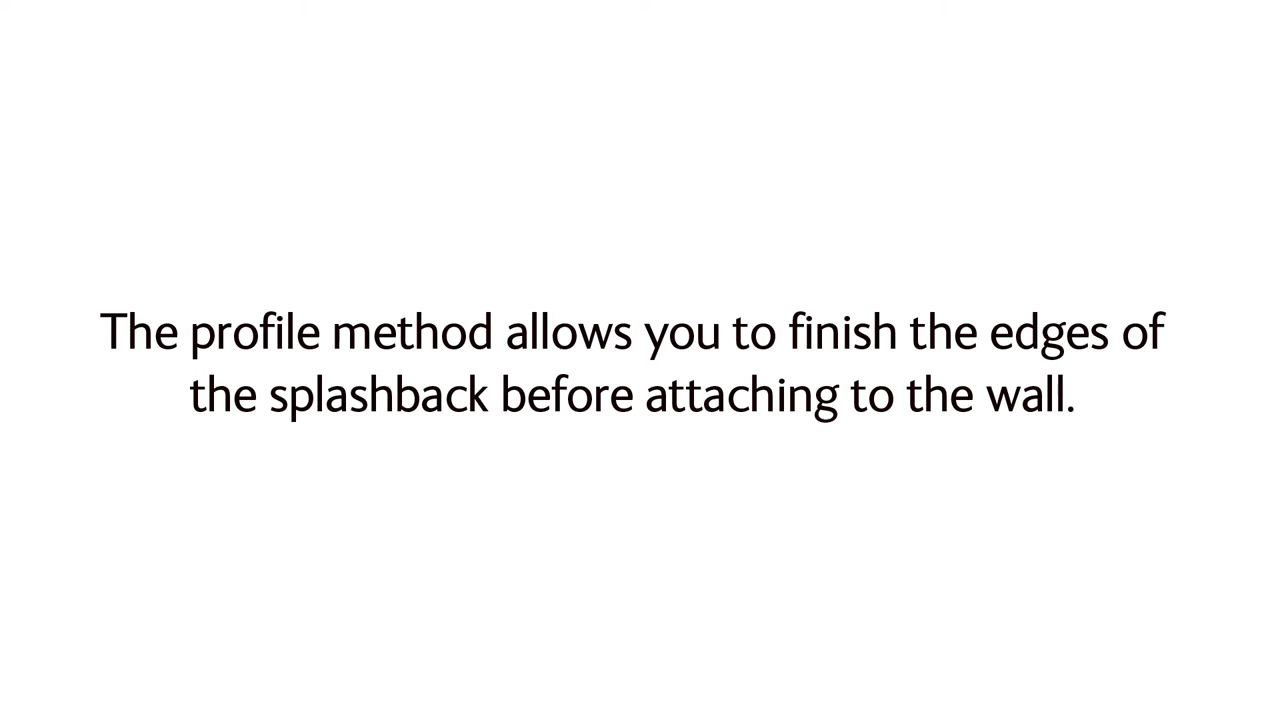 The profile method allows you to finish the edges of
the splashback before attaching to the wall.